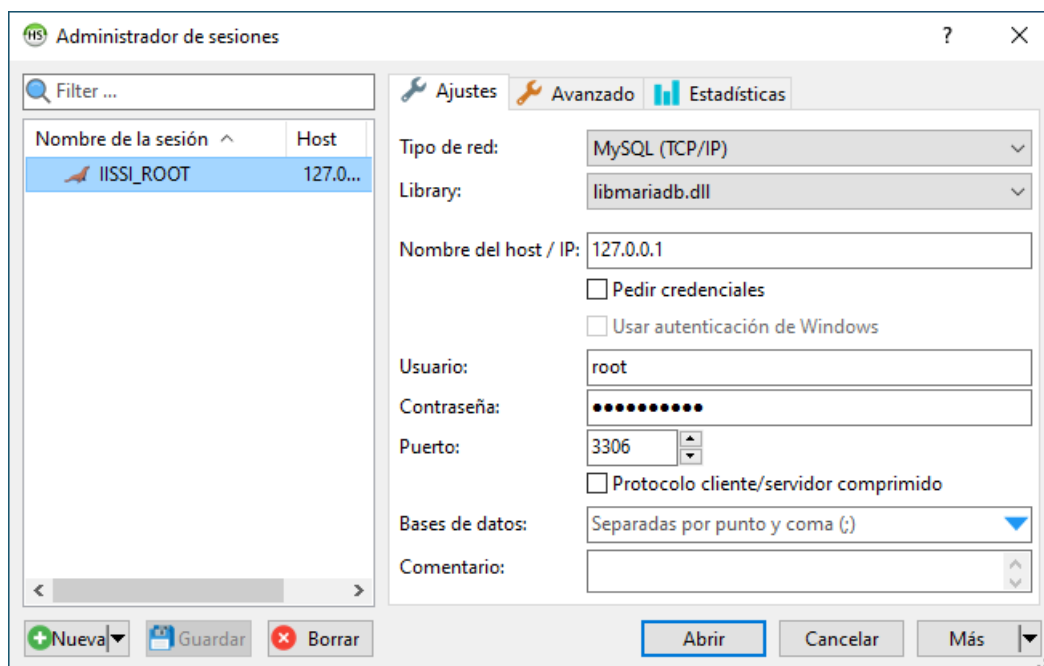 HS Administrador de sesiones ?
Filter ...
Nombre de la sesión Host
IISSI_ROOT 127.0...
Ajustes Avanzado Estadísticas
Tipo de red: MySQL (TCP/IP)
Library: libmariadb.dll
Nombre del host / IP: 127.0.0.1
Pedir credenciales
Usar autenticación de Windows
Usuario: root
Contraseña: ●●●●●●●●●●
Puerto: 3306
Protocolo cliente/servidor comprimido
Bases de datos: Separadas por punto y coma (;)
Comentario:
Nueva Guardar Borrar Abrir Cancelar Más